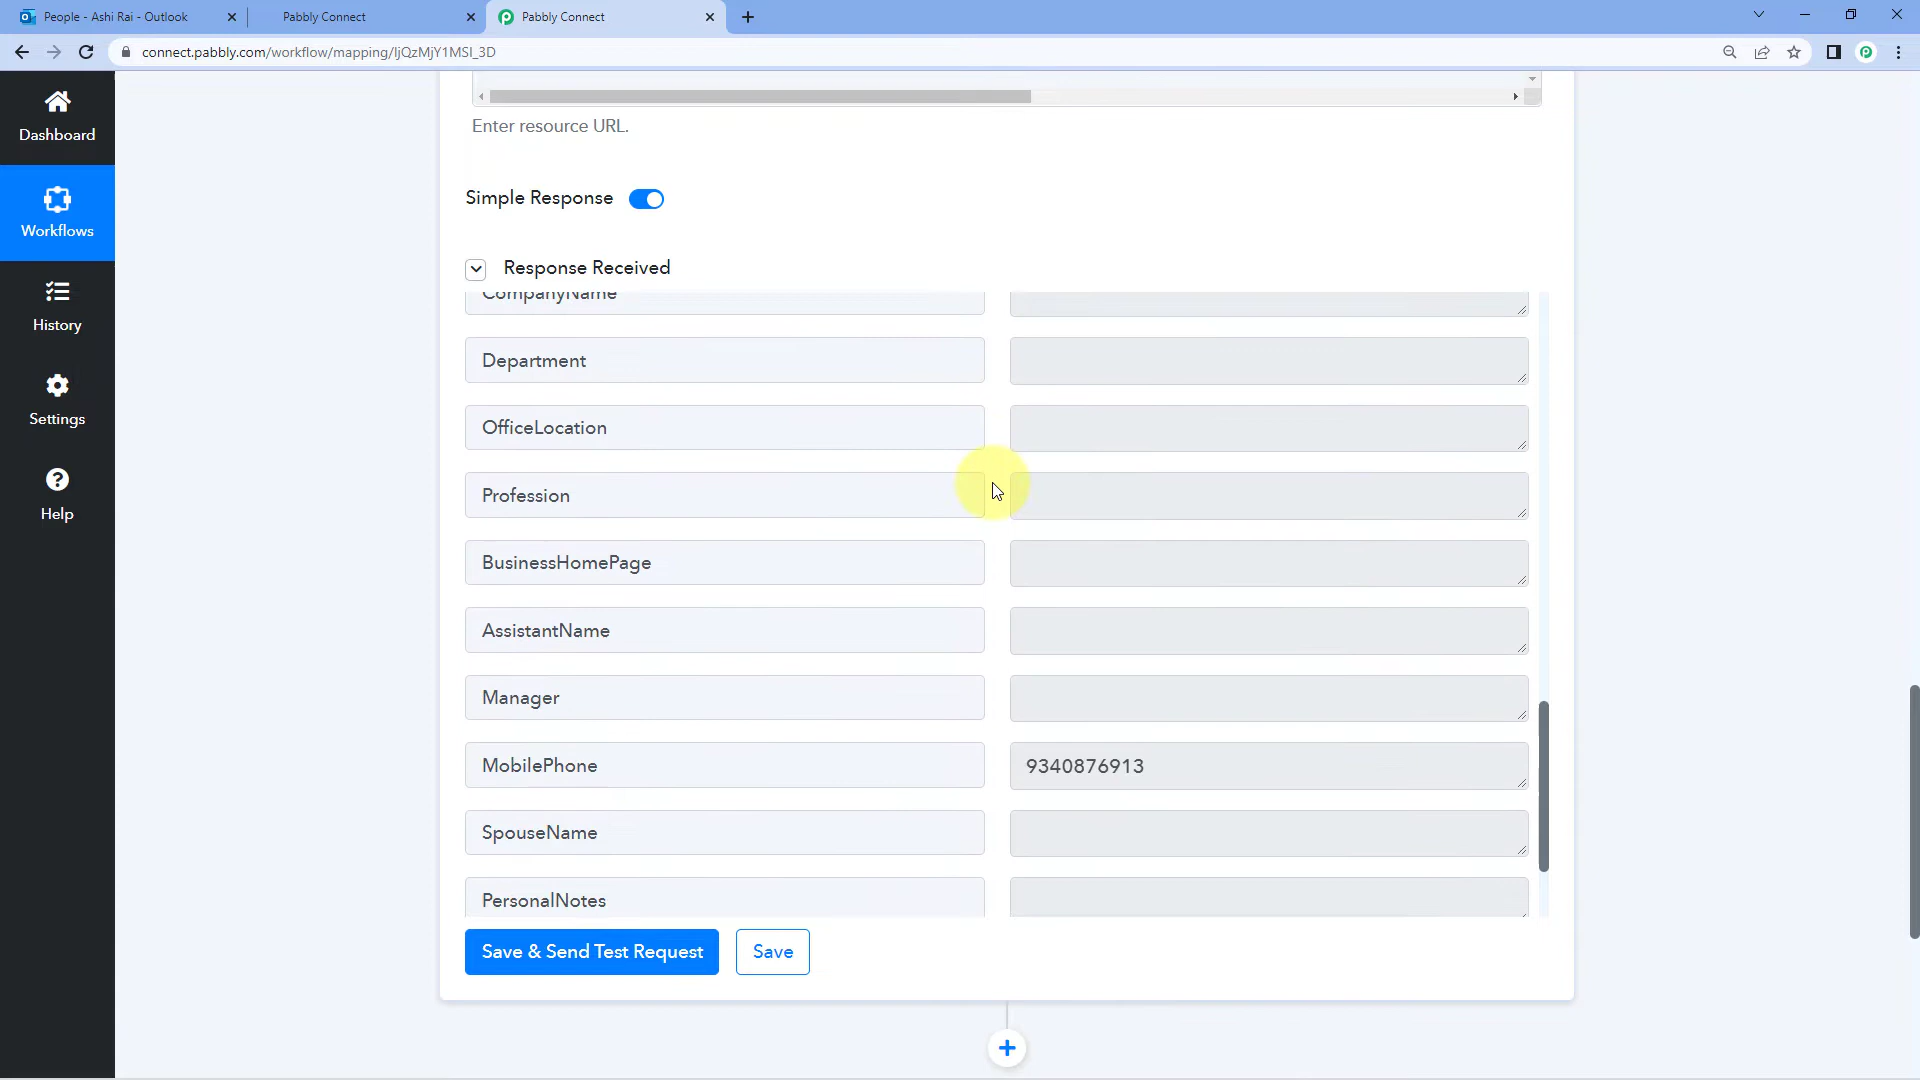 People - Ashi Rai - Outlook
Pabbly Connect
Pabbly Connect
connect.pabbly.com/workflow/mapping/IjQzMjY1MSI_3D
Dashboard
Workflows
History
Settings
Help
Enter resource URL.
Simple Response
Response Received
CompanyName
Department
OfficeLocation
Profession
BusinessHomePage
AssistantName
Manager
MobilePhone 9340876913
SpouseName
PersonalNotes
Save & Send Test Request Save